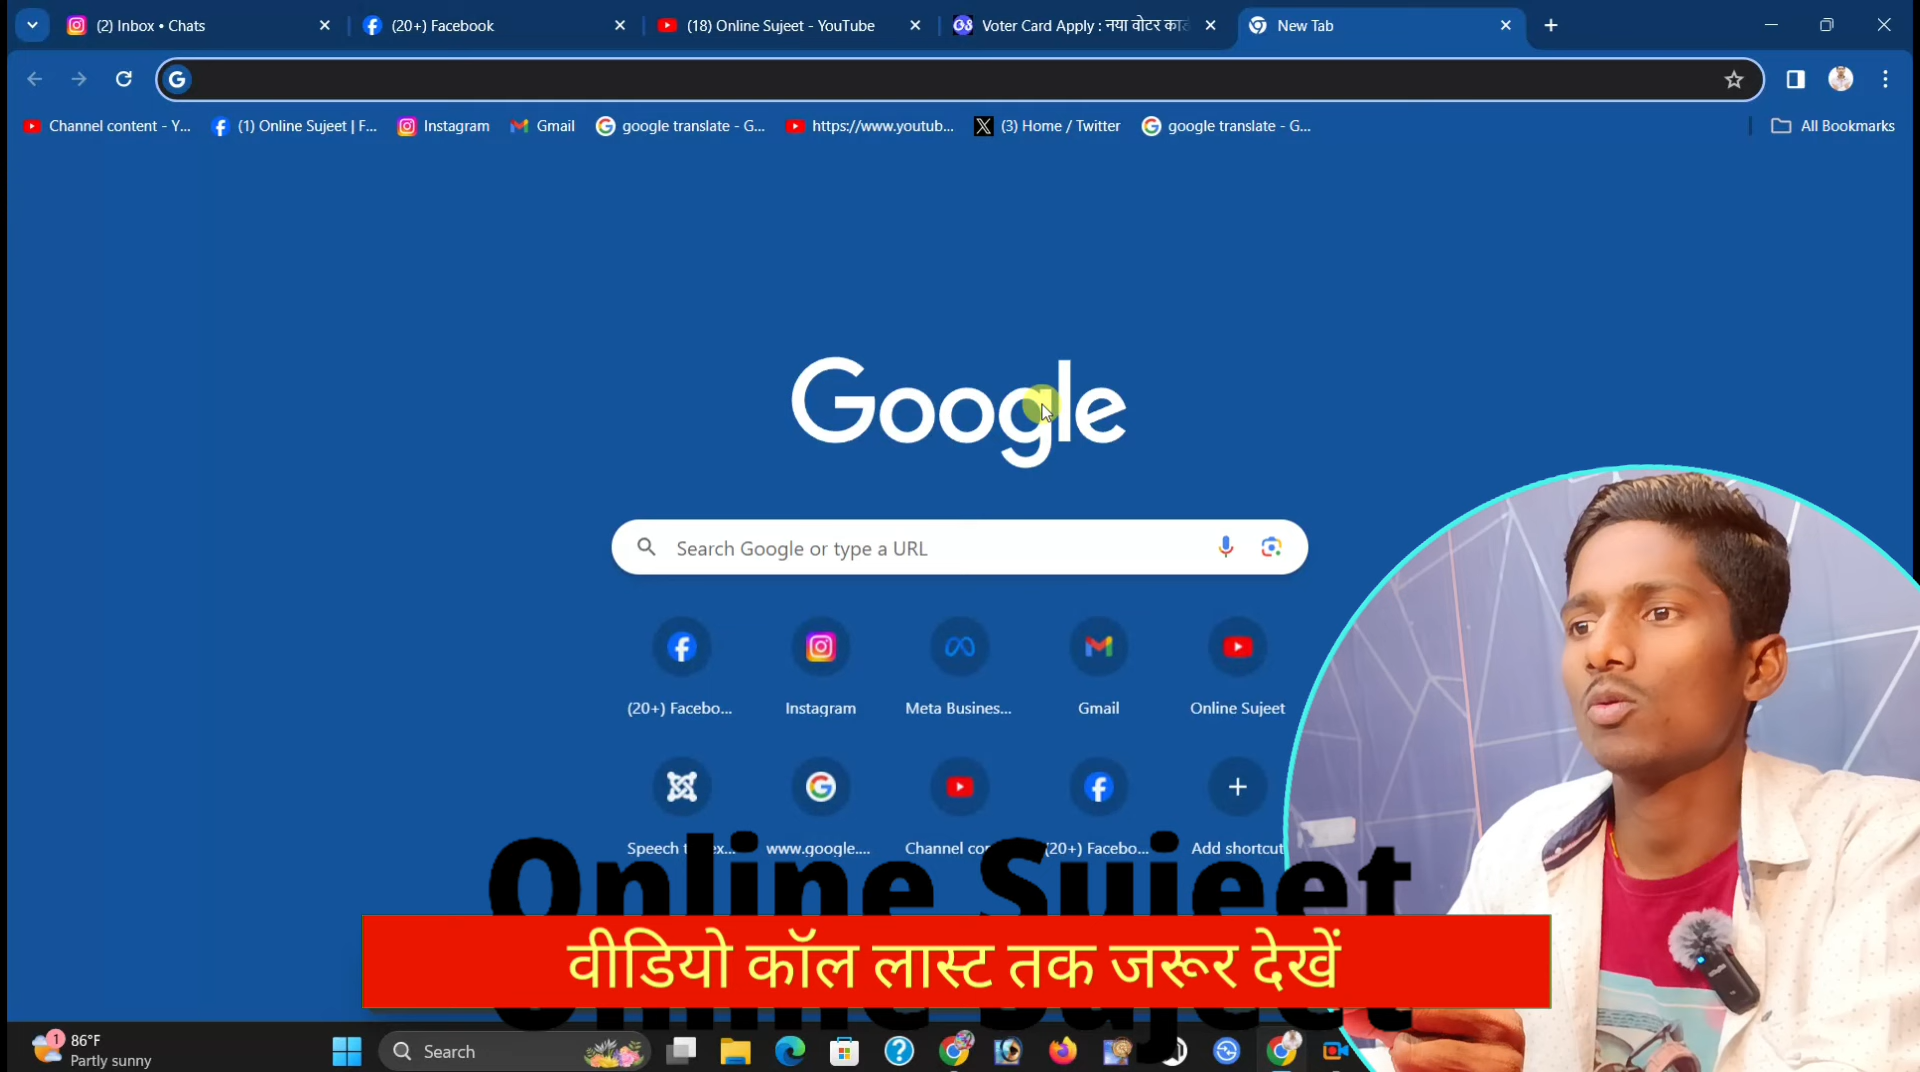 (2) Inbox • Chats
(20+) Facebook
(18) Online Sujeet - YouTube
Voter Card Apply : नया वोटर कार्ड
New Tab
Channel content - Y...
(1) Online Sujeet | F...
Instagram
Gmail
google translate - G...
https://www.youtub...
(3) Home / Twitter
google translate - G...
All Bookmarks
Google
Search Google or type a URL
(20+) Facebo...
Instagram
Meta Busines...
Gmail
Online Sujeet
www.google....
Channel co
(20+) Facebo...
Add shortcut
Online Sujeet
वीडियो कॉल लास्ट तक जरूर देखें
1
86°F
Partly sunny
Search